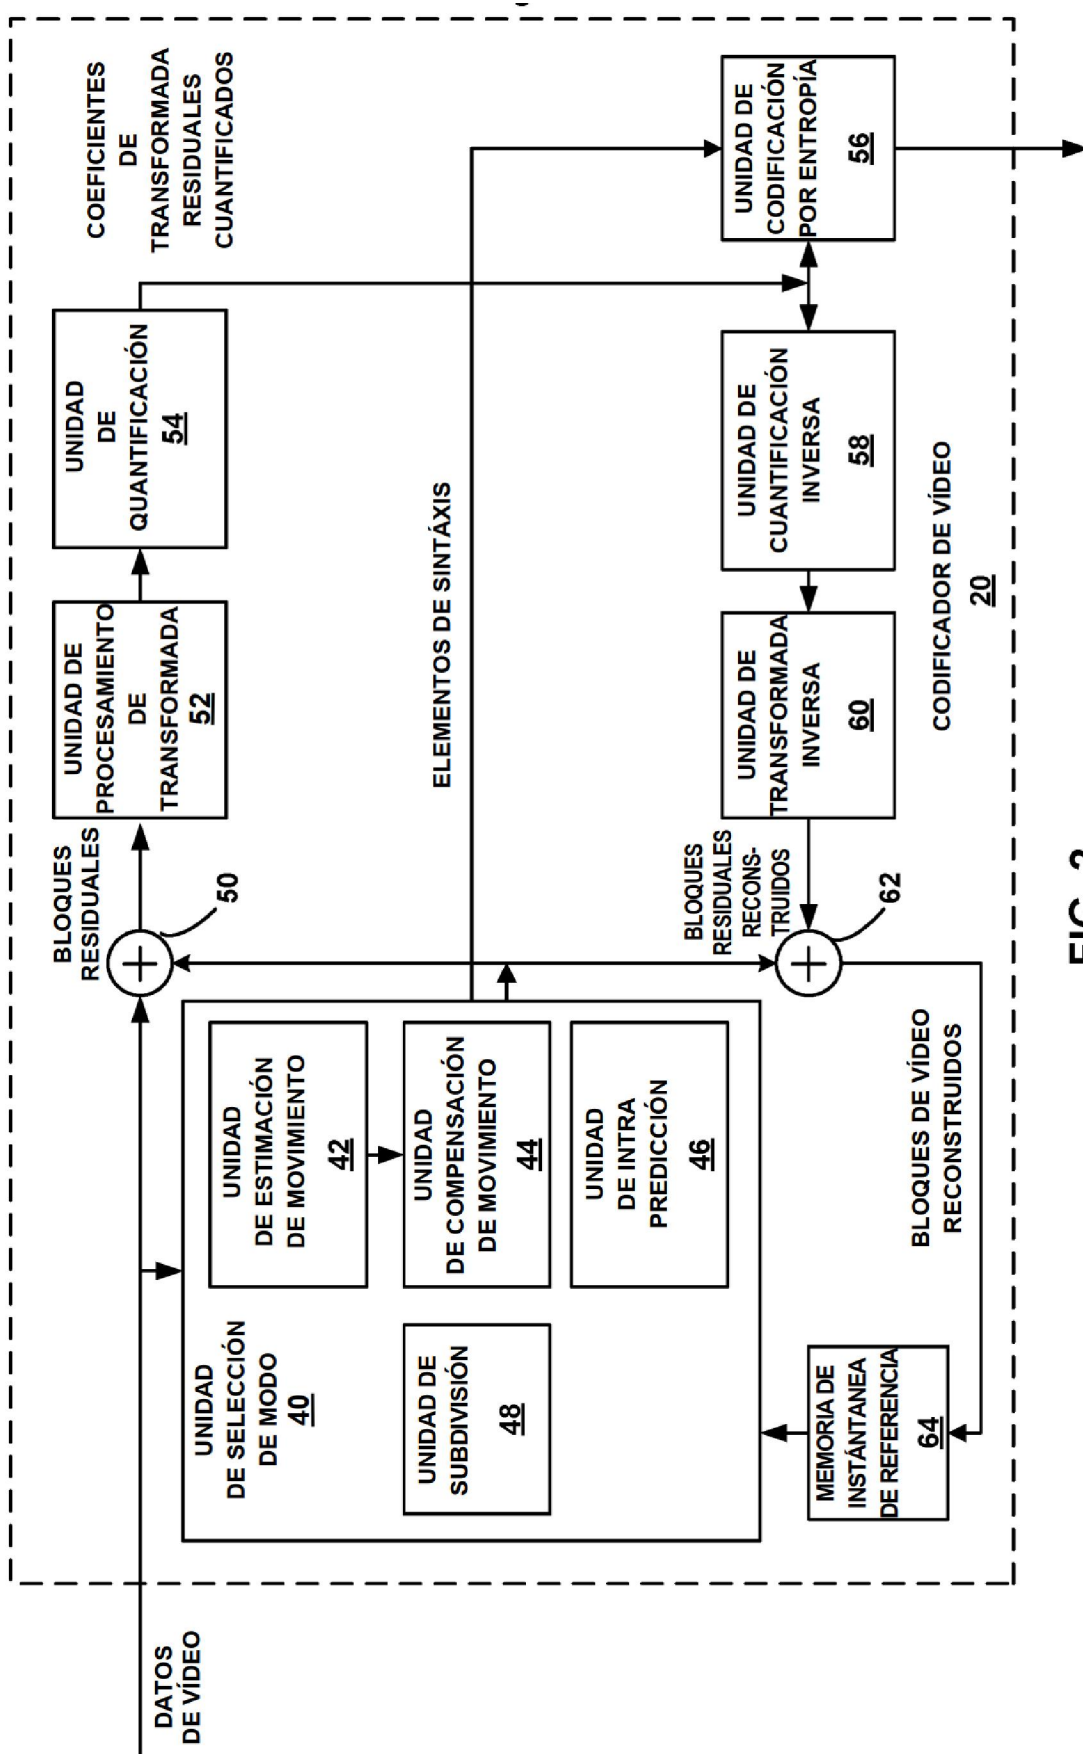 DATOS
DE VÍDEO
UNIDAD
DE SELECCIÓN
DE MODO
40
UNIDAD
DE ESTIMACIÓN
DE MOVIMIENTO
42
UNIDAD
DE COMPENSACIÓN
DE MOVIMIENTO
44
UNIDAD
DE INTRA
PREDICCIÓN
46
UNIDAD DE
SUBDIVISIÓN
48
MEMORIA DE
INSTÁNTANEA
DE REFERENCIA
64
BLOQUES
RESIDUALES
50
UNIDAD DE
PROCESAMIENTO
DE
TRANSFORMADA
52
UNIDAD
DE
QUANTIFICACIÓN
54
COEFICIENTES
DE
TRANSFORMADA
RESIDUALES
CUANTIFICADOS
ELEMENTOS DE SINTÁXIS
UNIDAD DE
CODIFICACIÓN
POR ENTROPÍA
56
UNIDAD DE
CUANTIFICACIÓN
INVERSA
58
UNIDAD DE
TRANSFORMADA
INVERSA
60
BLOQUES
RESIDUALES
RECONS-
TRUIDOS
62
BLOQUES DE VÍDEO
RECONSTRUIDOS
CODIFICADOR DE VÍDEO
20
FIG. 2